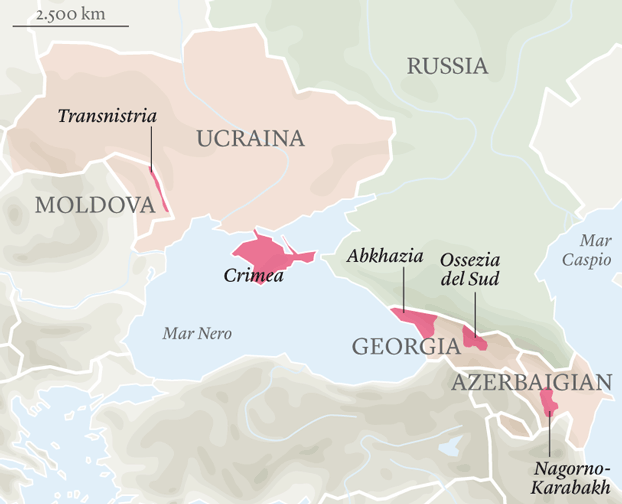 2.500 km
RUSSIA
Transnistria
UCRAINA
MOLDOVA
Mar
Caspio
Abkhazia
Ossezia
del Sud
Crimea
Mar Nero
GEORGIA
AZERBAIGIAN
Nagorno-
Karabakh